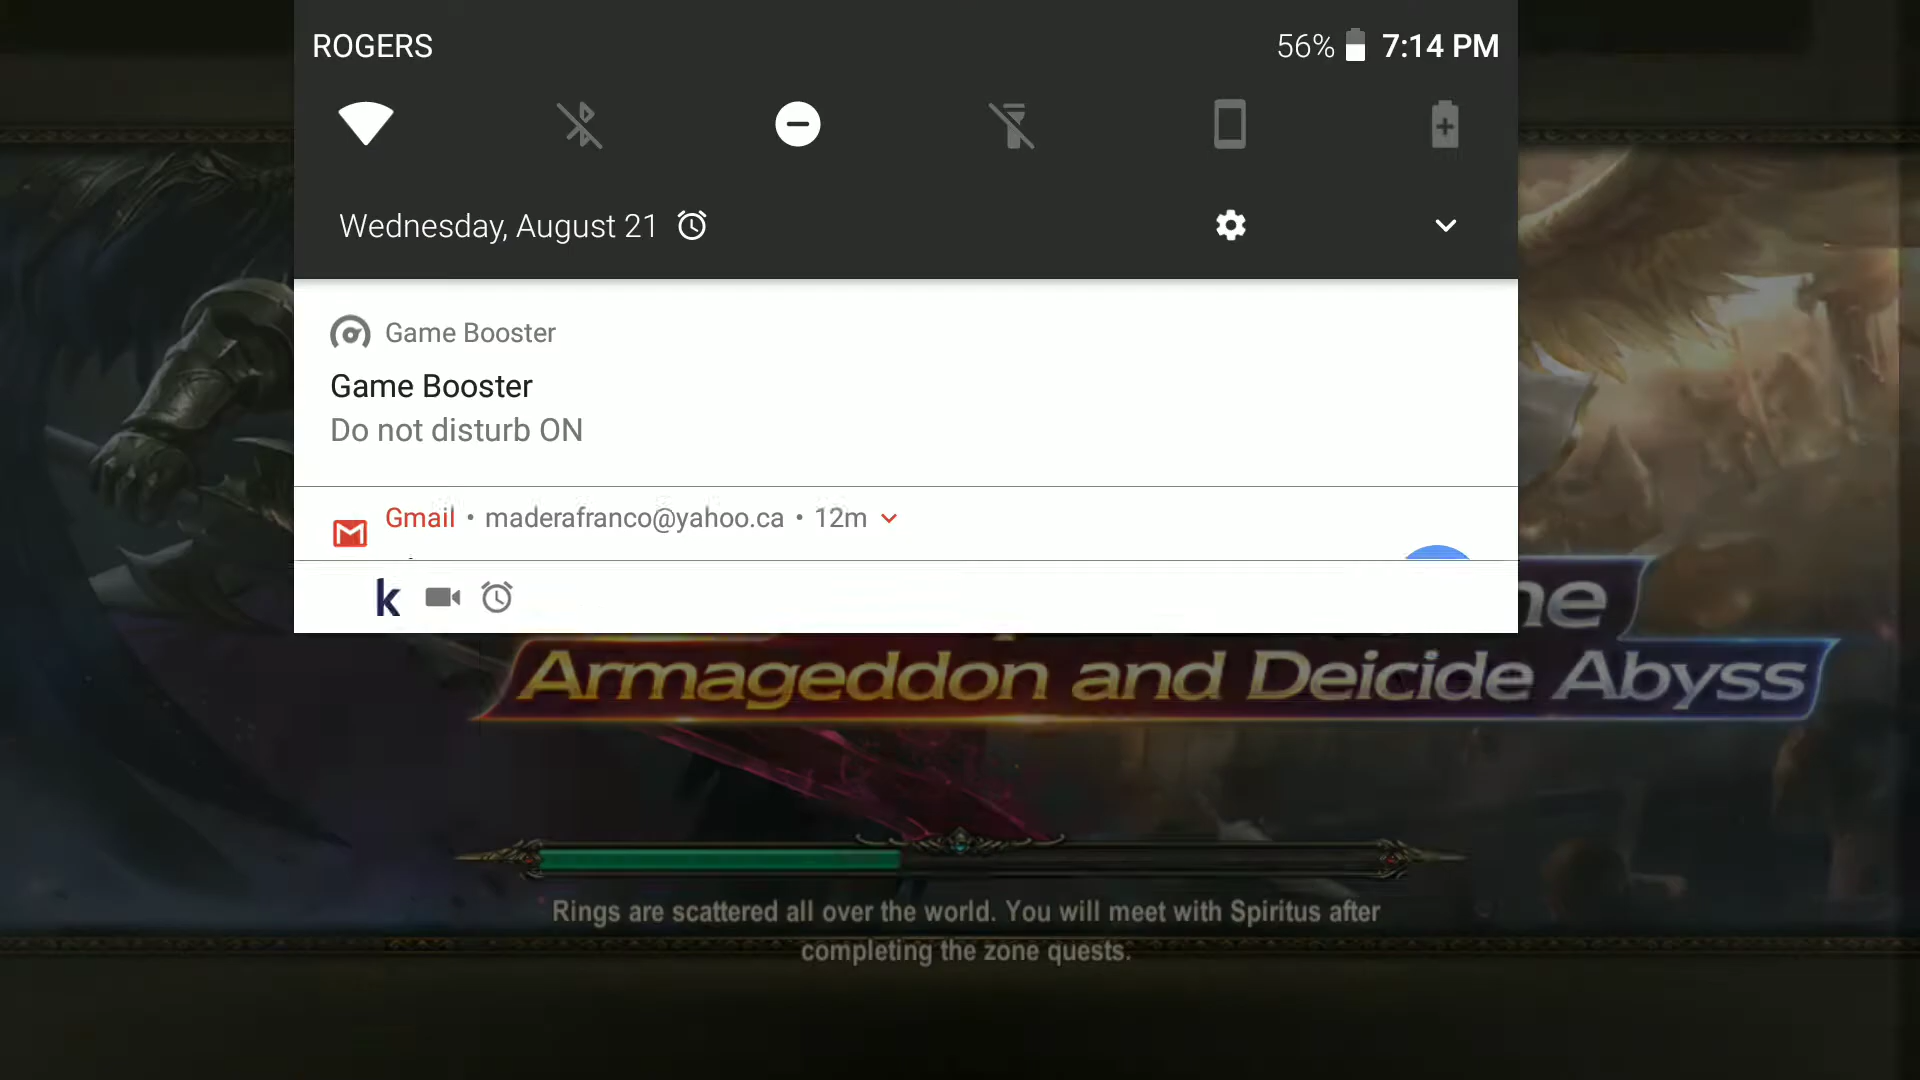 ROGERS
56% 7:14 PM
Wednesday, August 21
Game Booster
Game Booster
Do not disturb ON
Gmail • maderafranco@yahoo.ca • 12m
k
Armageddon and Deicide Abyss
Rings are scattered all over the world. You will meet with Spiritus after
completing the zone quests.